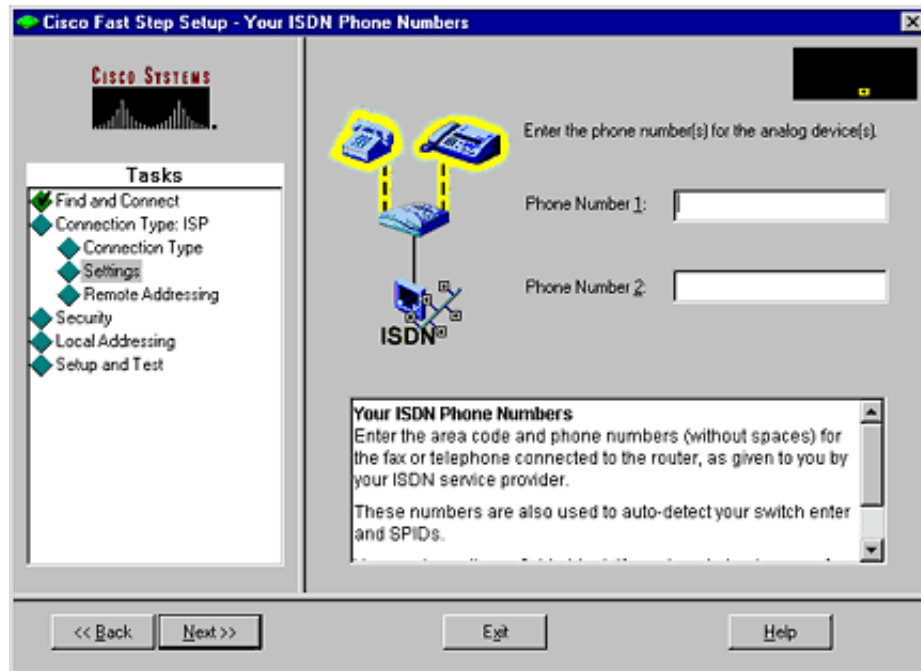 Cisco Fast Step Setup - Your ISDN Phone Numbers
CISCO SYSTEMS
Tasks
Find and Connect
Connection Type: ISP
Connection Type
Settings
Remote Addressing
Security
Local Addressing
Setup and Test
Enter the phone number(s) for the analog device(s).
Phone Number 1:
Phone Number 2:
ISDN
Your ISDN Phone Numbers
Enter the area code and phone numbers (without spaces) for
the fax or telephone connected to the router, as given to you by
your ISDN service provider.
These numbers are also used to auto-detect your switch enter
and SPIDs.
<< Back
Next >>
Exit
Help